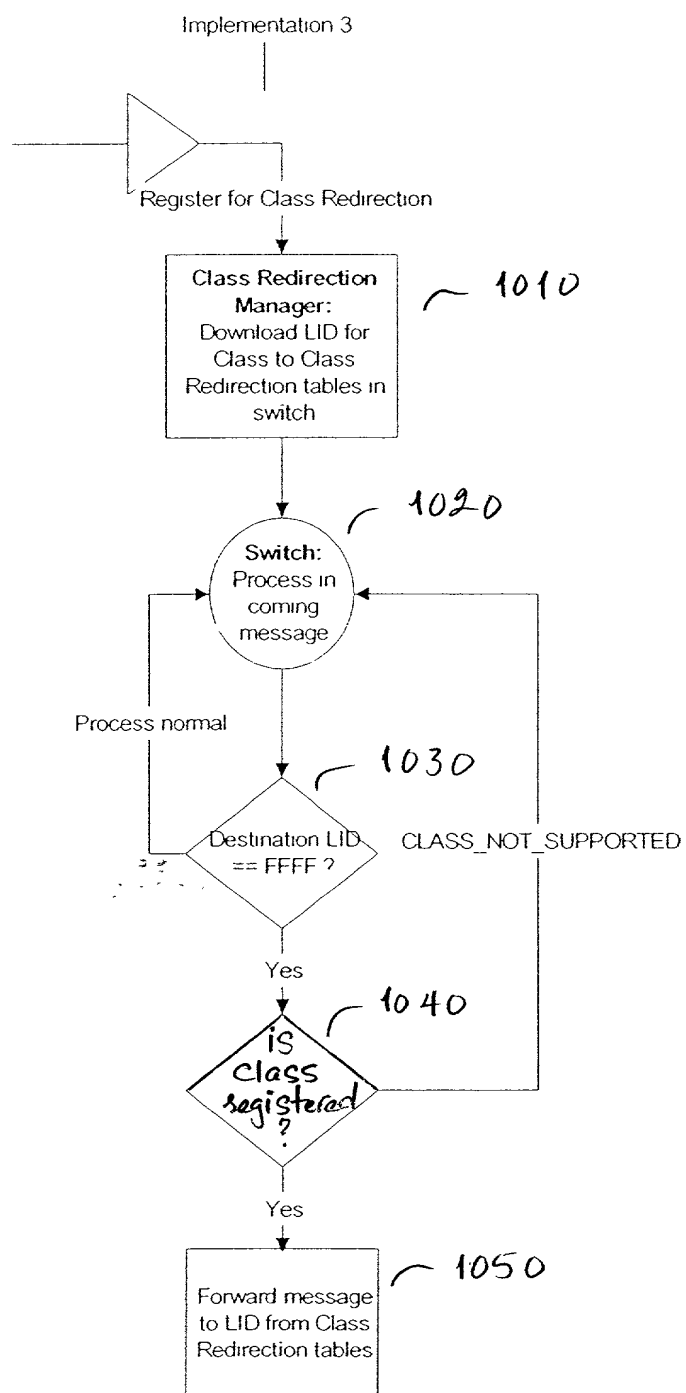 Implementation 3
Register for Class Redirection
Class Redirection
Manager:
Download LID for
Class to Class
Redirection tables in
switch
1010
1020
Switch:
Process in
coming
message
Process normal
1030
Destination LID
== FFFF ?
CLASS_NOT_SUPPORTED
Yes
1040
is
class
registered
?
Yes
1050
Forward message
to LID from Class
Redirection tables